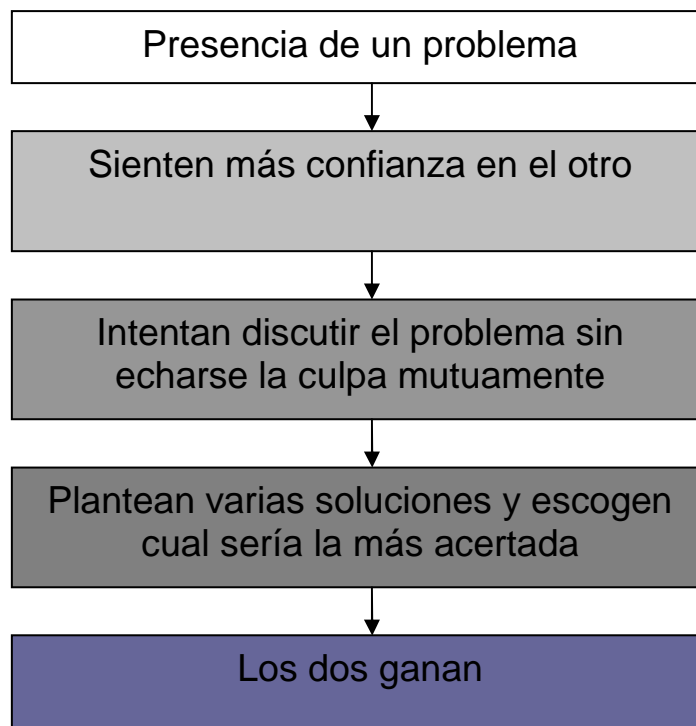 Presencia de un problema
Sienten más confianza en el otro
Intentan discutir el problema sin
echarse la culpa mutuamente
Plantean varias soluciones y escogen
cual sería la más acertada
Los dos ganan